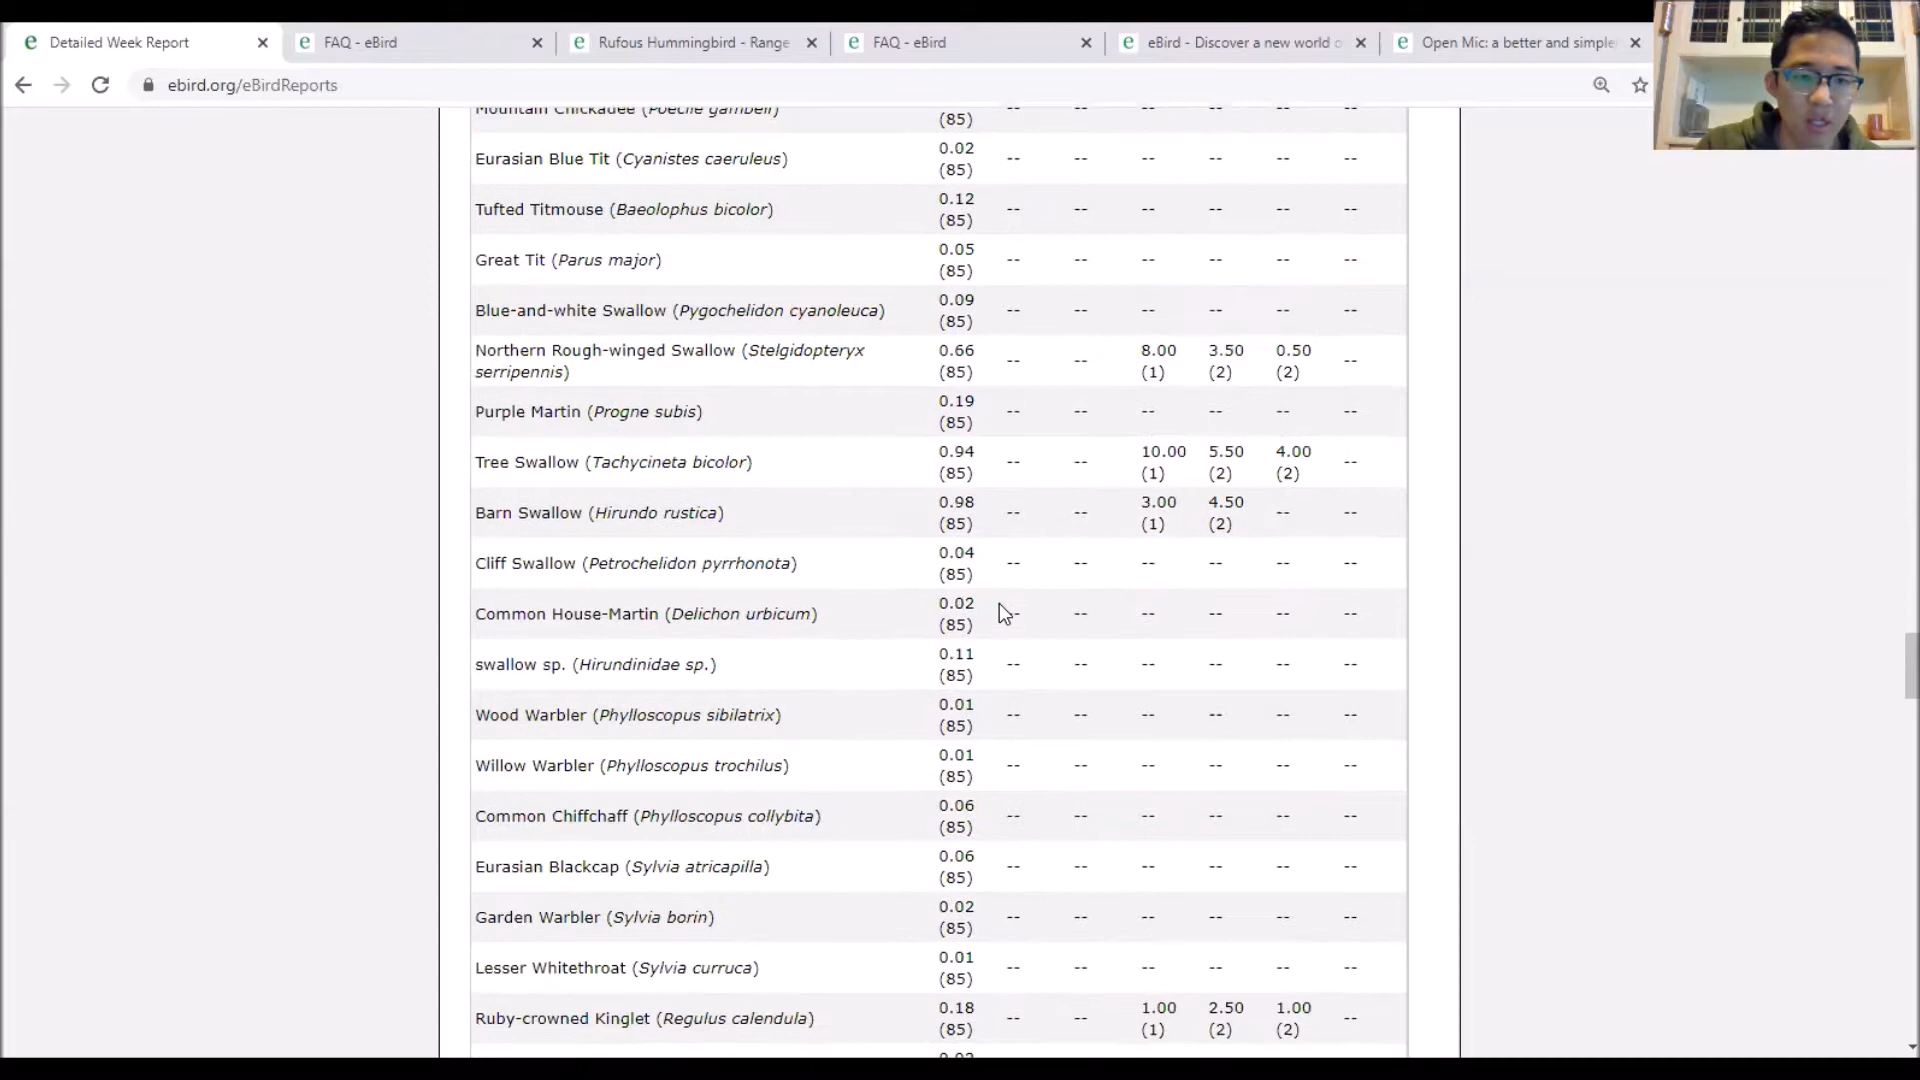 Detailed Week Report
FAQ - eBird
Rufous Hummingbird - Range
FAQ - eBird
eBird - Discover a new world o
Open Mic: a better and simple
ebird.org/eBirdReports
Mountain Chickadee (Poecile gambeli) -- -- -- -- -- --
(85)
Eurasian Blue Tit (Cyanistes caeruleus) 0.02 -- -- -- -- -- --
(85)
Tufted Titmouse (Baeolophus bicolor) 0.12 -- -- -- -- -- --
(85)
Great Tit (Parus major) 0.05 -- -- -- -- -- --
(85)
Blue-and-white Swallow (Pygochelidon cyanoleuca) 0.09 -- -- -- -- -- --
(85)
Northern Rough-winged Swallow (Stelgidopteryx 0.66 -- -- 8.00 3.50 0.50 --
serripennis) (85) (1) (2) (2)
Purple Martin (Progne subis) 0.19 -- -- -- -- -- --
(85)
Tree Swallow (Tachycineta bicolor) 0.94 -- -- 10.00 5.50 4.00 --
(85) (1) (2) (2)
Barn Swallow (Hirundo rustica) 0.98 -- -- 3.00 4.50 -- --
(85) (1) (2)
Cliff Swallow (Petrochelidon pyrrhonota) 0.04 -- -- -- -- -- --
(85)
Common House-Martin (Delichon urbicum) 0.02 -- -- -- -- -- --
(85)
swallow sp. (Hirundinidae sp.) 0.11 -- -- -- -- -- --
(85)
Wood Warbler (Phylloscopus sibilatrix) 0.01 -- -- -- -- -- --
(85)
Willow Warbler (Phylloscopus trochilus) 0.01 -- -- -- -- -- --
(85)
Common Chiffchaff (Phylloscopus collybita) 0.06 -- -- -- -- -- --
(85)
Eurasian Blackcap (Sylvia atricapilla) 0.06 -- -- -- -- -- --
(85)
Garden Warbler (Sylvia borin) 0.02 -- -- -- -- -- --
(85)
Lesser Whitethroat (Sylvia curruca) 0.01 -- -- -- -- -- --
(85)
Ruby-crowned Kinglet (Regulus calendula) 0.18 -- -- 1.00 2.50 1.00 --
(85) (1) (2) (2)